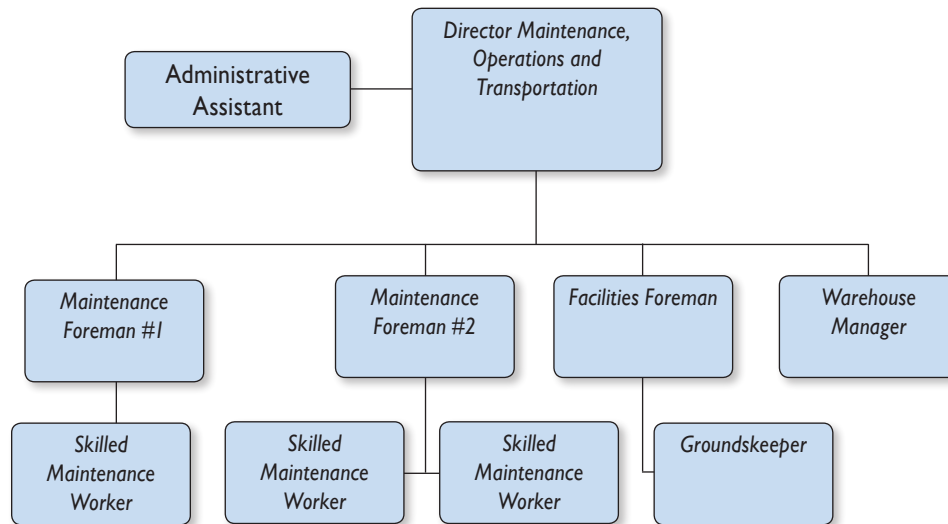 Director Maintenance,
Operations and
Transportation
Administrative
Assistant
Maintenance
Foreman #1
Maintenance
Foreman #2
Facilities Foreman
Warehouse
Manager
Skilled
Maintenance
Worker
Skilled
Maintenance
Worker
Skilled
Maintenance
Worker
Groundskeeper